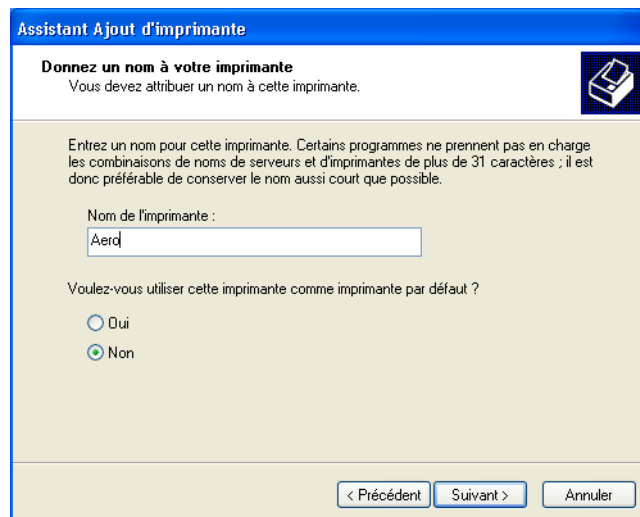 Assistant Ajout d'imprimante
Donnez un nom à votre imprimante
Vous devez attribuer un nom à cette imprimante.
Entrez un nom pour cette imprimante. Certains programmes ne prennent pas en charge
les combinaisons de noms de serveurs et d'imprimantes de plus de 31 caractères ; il est
donc préférable de conserver le nom aussi court que possible.
Nom de l'imprimante :
Aero
Voulez-vous utiliser cette imprimante comme imprimante par défaut ?
Oui
Non
< Précédent Suivant > Annuler